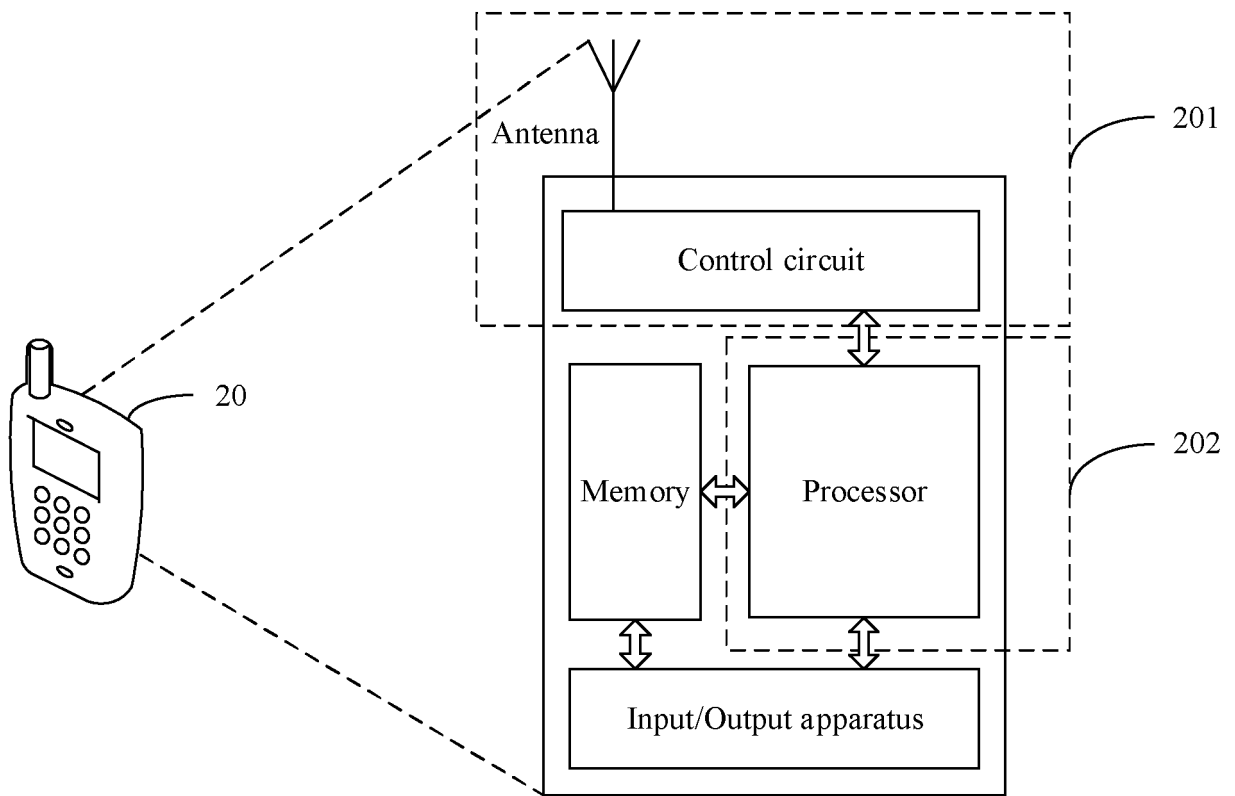 Antenna
201
Control circuit
20
202
Memory
Processor
Input/Output apparatus